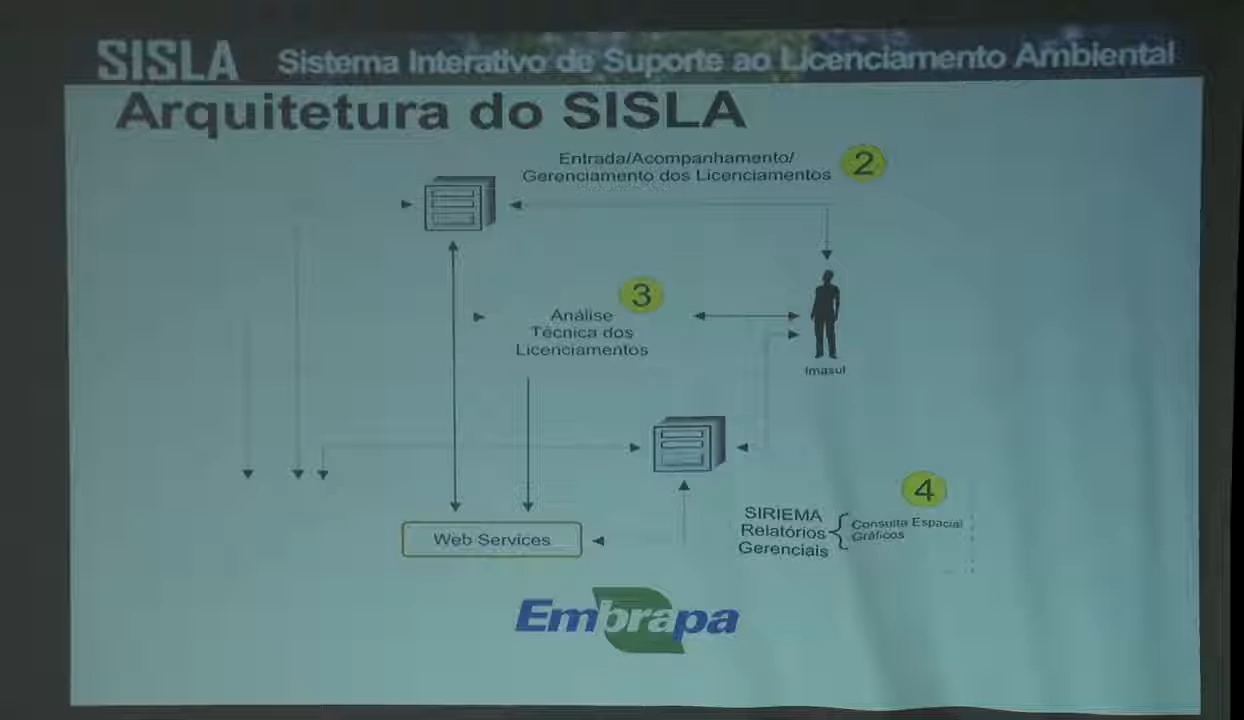 SISLA Sistema Interativo de Suporte ao Licenciamento Ambiental
Arquitetura do SISLA
Entrada/Acompanhamento/
Gerenciamento dos Licenciamentos
2
3
Análise
Técnica dos
Licenciamentos
Imasul
4
SIRIEMA
Relatórios
Gerenciais
Consulta Espacial
Gráficos
Web Services
Embrapa